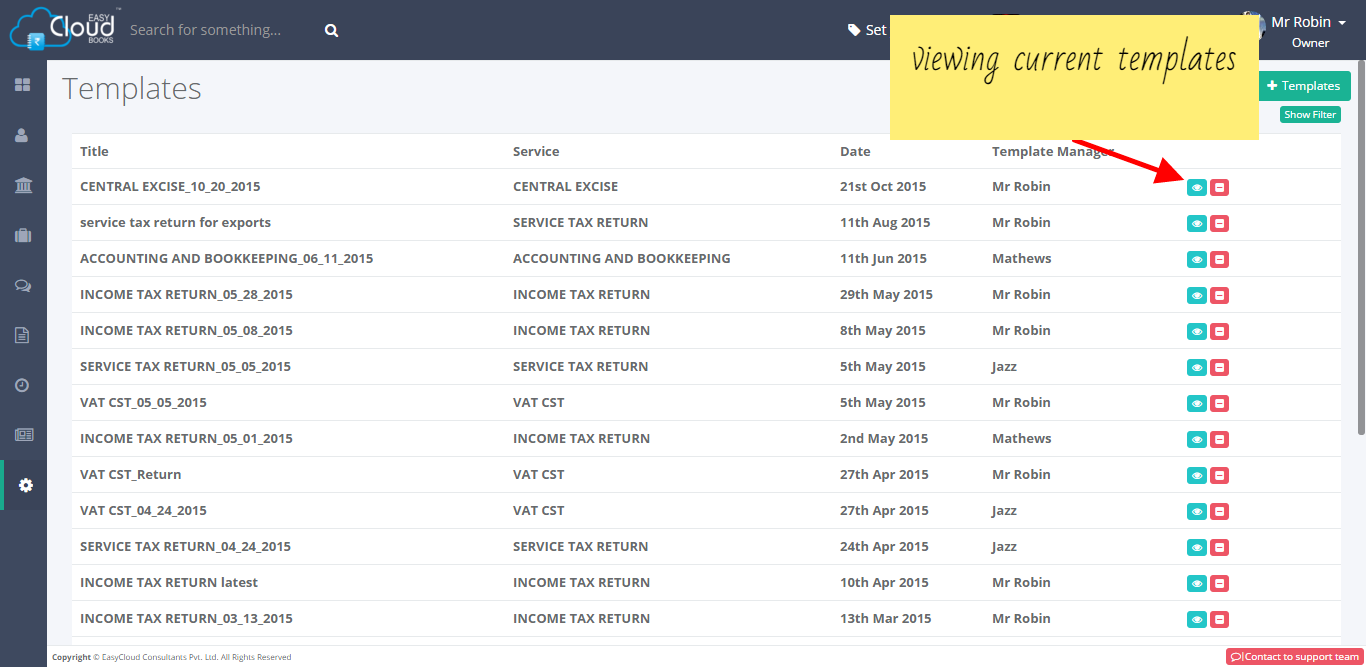 EASY
Cloud
BOOKS
™
Search for something...
Set
Mr Robin
Owner
viewing current templates
Templates
+ Templates
Show Filter
Title Service Date Template Manager
CENTRAL EXCISE_10_20_2015 CENTRAL EXCISE 21st Oct 2015 Mr Robin
service tax return for exports SERVICE TAX RETURN 11th Aug 2015 Mr Robin
ACCOUNTING AND BOOKKEEPING_06_11_2015 ACCOUNTING AND BOOKKEEPING 11th Jun 2015 Mathews
INCOME TAX RETURN_05_28_2015 INCOME TAX RETURN 29th May 2015 Mr Robin
INCOME TAX RETURN_05_08_2015 INCOME TAX RETURN 8th May 2015 Mr Robin
SERVICE TAX RETURN_05_05_2015 SERVICE TAX RETURN 5th May 2015 Jazz
VAT CST_05_05_2015 VAT CST 5th May 2015 Mr Robin
INCOME TAX RETURN_05_01_2015 INCOME TAX RETURN 2nd May 2015 Mathews
VAT CST_Return VAT CST 27th Apr 2015 Mr Robin
VAT CST_04_24_2015 VAT CST 27th Apr 2015 Jazz
SERVICE TAX RETURN_04_24_2015 SERVICE TAX RETURN 24th Apr 2015 Jazz
INCOME TAX RETURN latest INCOME TAX RETURN 10th Apr 2015 Mr Robin
INCOME TAX RETURN_03_13_2015 INCOME TAX RETURN 13th Mar 2015 Mr Robin
Copyright © EasyCloud Consultants Pvt. Ltd. All Rights Reserved
|Contact to support team